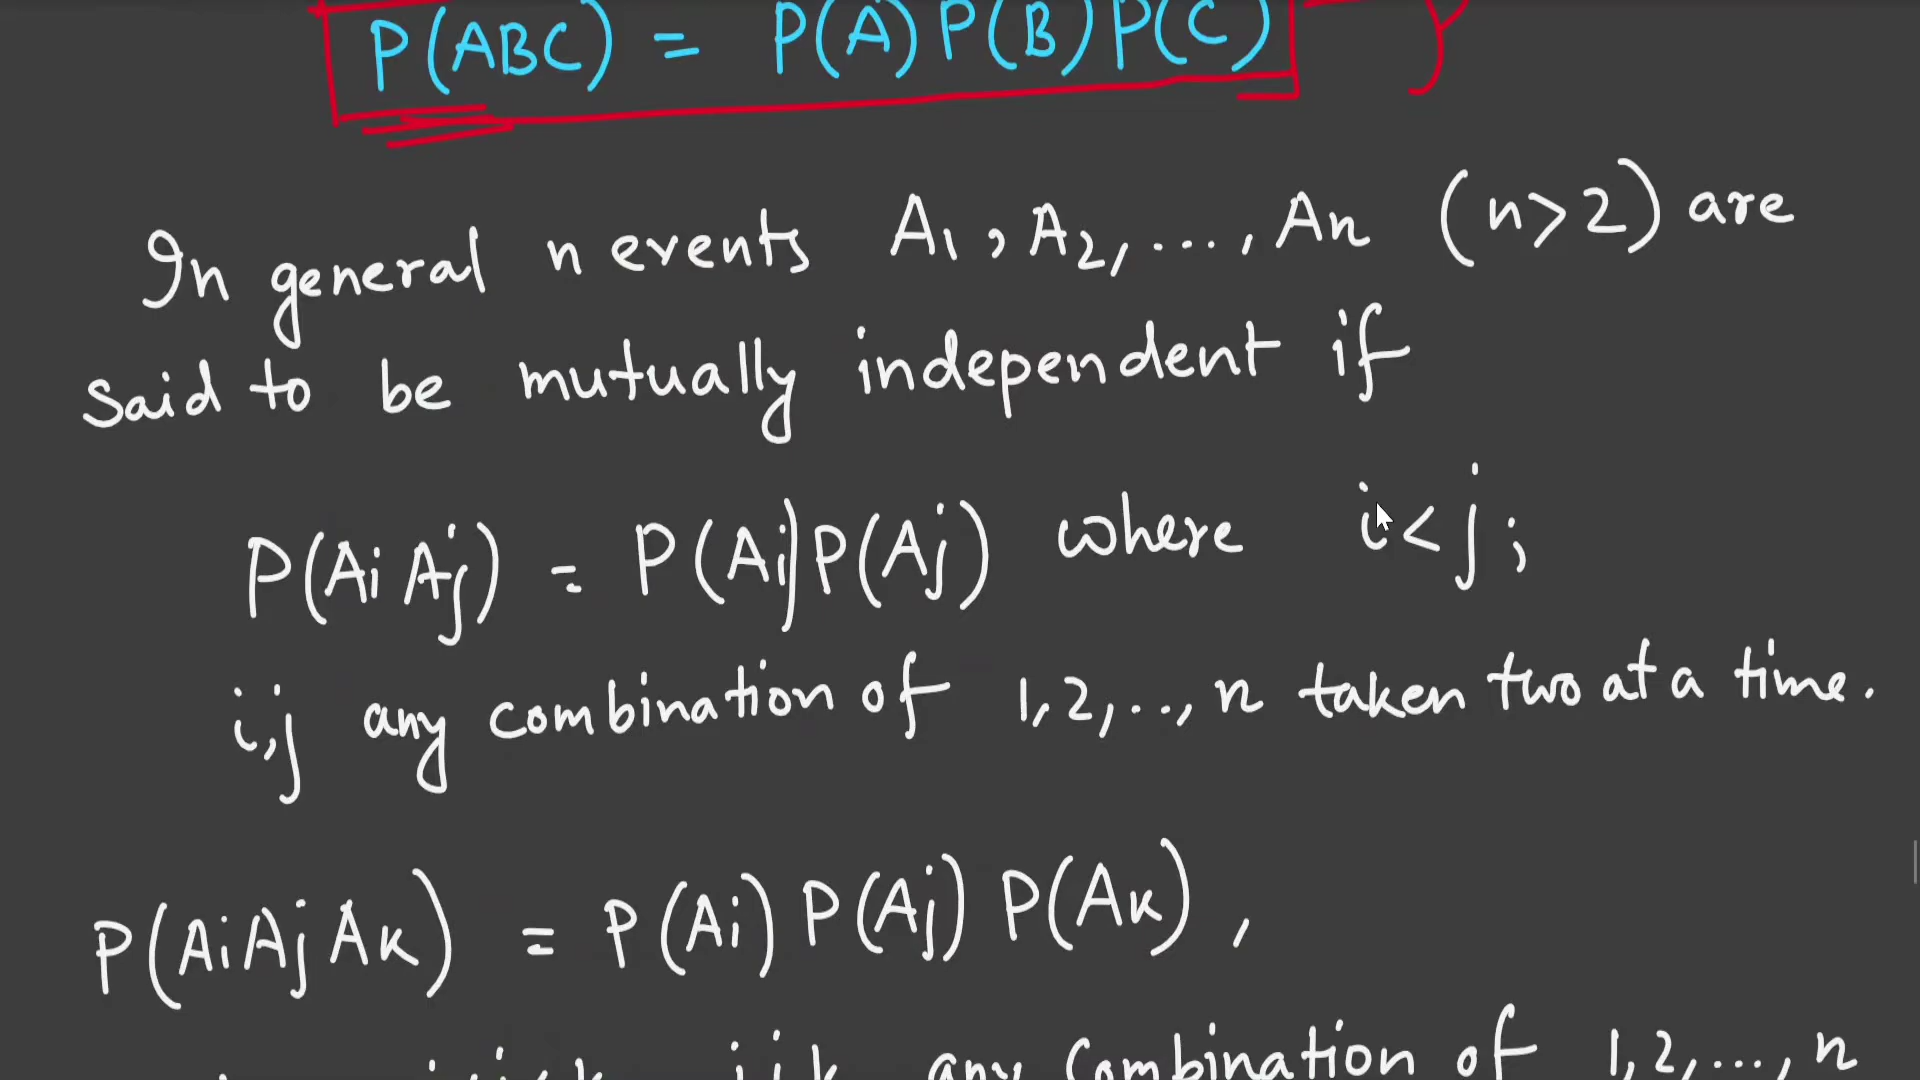 P(ABC) = P(A) P(B) P(C)
In general n events A1, A2, ..., An (n>2) are
said to be mutually independent if
P(Ai Aj) = P(Ai) P(Aj) where i<j ;
i,j any combination of 1,2,..,n taken two at a time.
P(AiAjAk) = P(Ai) P(Aj) P(Ak) ,
any combination of 1,2,...,n